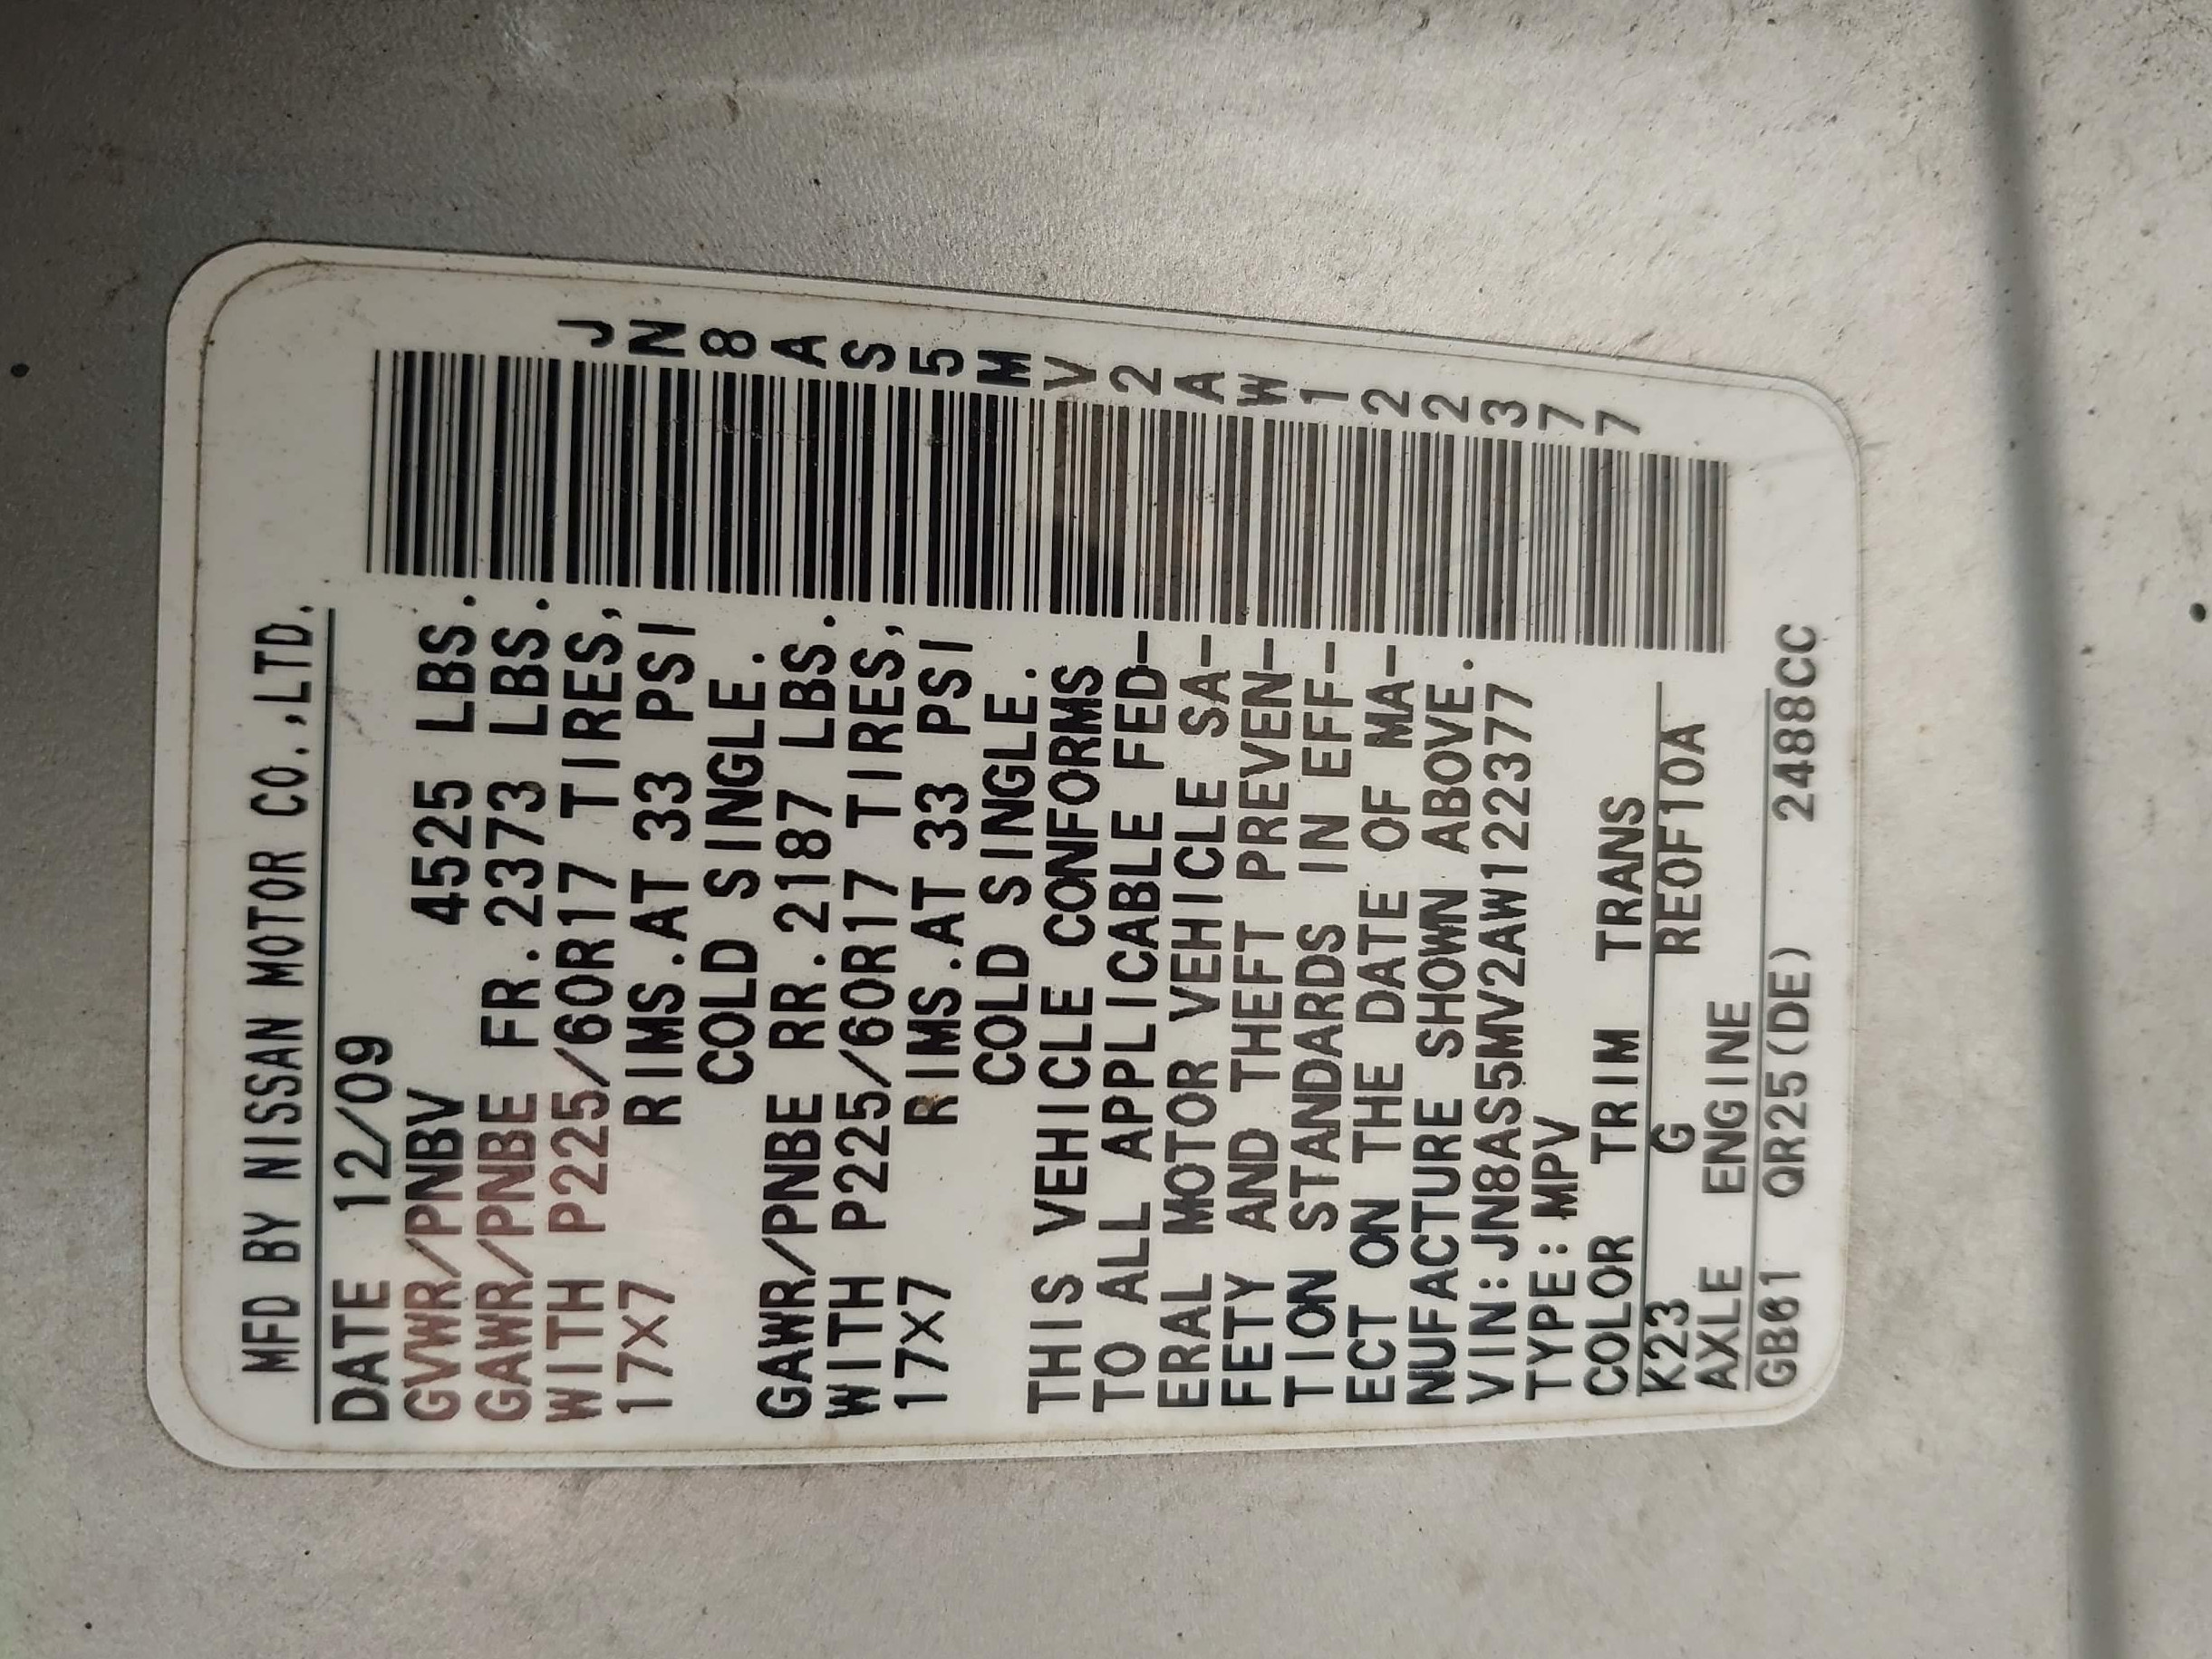 MFD BY NISSAN MOTOR CO.,LTD.
DATE 12/09
GVWR/PNBV 4525 LBS.
GAWR/PNBE FR.2373 LBS.
WITH P225/60R17 TIRES,
17X7 RIMS.AT 33 PSI
COLD SINGLE.
GAWR/PNBE RR.2187 LBS.
WITH P225/60R17 TIRES,
17X7 RIMS.AT 33 PSI
COLD SINGLE.
THIS VEHICLE CONFORMS
TO ALL APPLICABLE FED-
ERAL MOTOR VEHICLE SA-
FETY AND THEFT PREVEN-
TION STANDARDS IN EFF-
ECT ON THE DATE OF MA-
NUFACTURE SHOWN ABOVE.
VIN:JN8AS5MV2AW122377
TYPE:MPV
COLOR TRIM TRANS
K23 G RE0F10A
AXLE ENGINE
GB61 QR25(DE) 2488CC
JN8AS5MV2AW122377